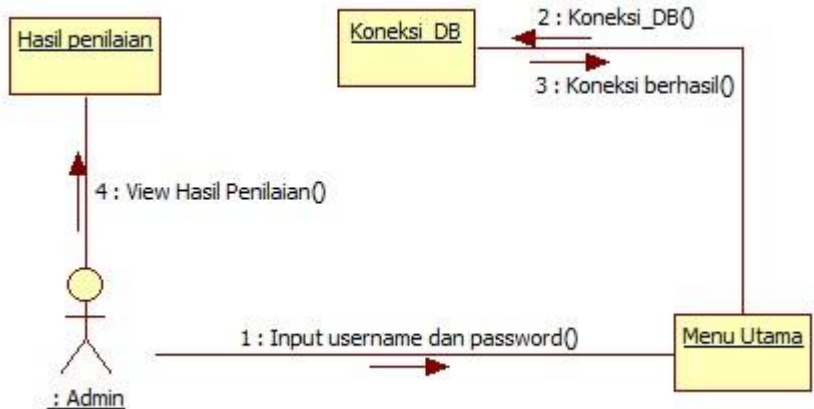 Hasil penilaian
Koneksi_DB
2 : Koneksi_DB()
3 : Koneksi berhasil()
4 : View Hasil Penilaian()
1 : Input username dan password()
Menu Utama
: Admin